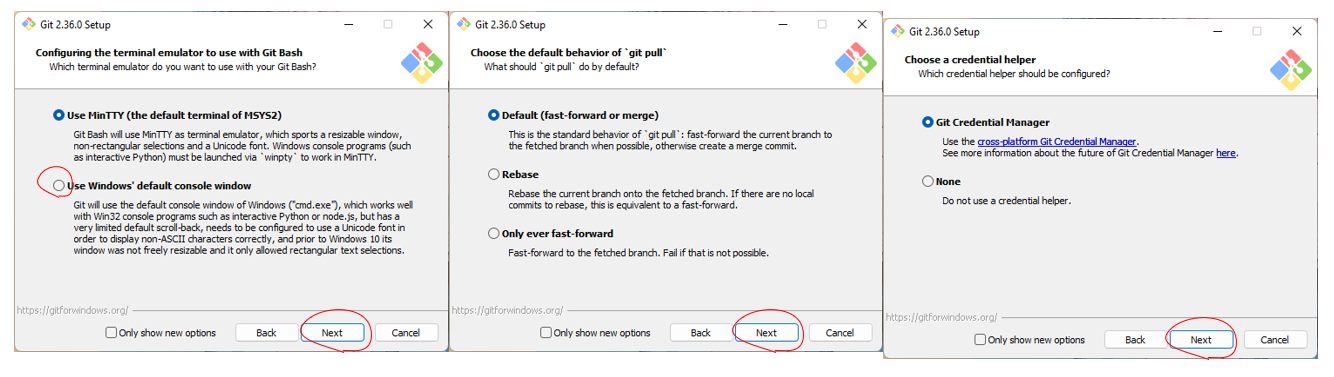 Git 2.36.0 Setup
Configuring the terminal emulator to use with Git Bash
Which terminal emulator do you want to use with your Git Bash?
Use MinTTY (the default terminal of MSYS2)
Git Bash will use MinTTY as terminal emulator, which sports a resizable window,
non-rectangular selections and a Unicode font. Windows console programs (such
as interactive Python) must be launched via `winpty` to work in MinTTY.
Use Windows' default console window
Git will use the default console window of Windows ("cmd.exe"), which works well
with Win32 console programs such as interactive Python or node.js, but has a
very limited default scroll-back, needs to be configured to use a Unicode font in
order to display non-ASCII characters correctly, and prior to Windows 10 its
window was not freely resizable and it only allowed rectangular text selections.
https://gitforwindows.org/
Only show new options
Back
Next
Cancel
Git 2.36.0 Setup
Choose the default behavior of `git pull`
What should `git pull` do by default?
Default (fast-forward or merge)
This is the standard behavior of `git pull`: fast-forward the current branch to
the fetched branch when possible, otherwise create a merge commit.
Rebase
Rebase the current branch onto the fetched branch. If there are no local
commits to rebase, this is equivalent to a fast-forward.
Only ever fast-forward
Fast-forward to the fetched branch. Fail if that is not possible.
https://gitforwindows.org/
Only show new options
Back
Next
Cancel
Git 2.36.0 Setup
Choose a credential helper
Which credential helper should be configured?
Git Credential Manager
Use the cross-platform Git Credential Manager.
See more information about the future of Git Credential Manager here.
None
Do not use a credential helper.
https://gitforwindows.org/
Only show new options
Back
Next
Cancel